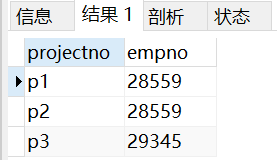 信息 结果 1 剖析 状态
projectno empno
p1 28559
p2 28559
p3 29345